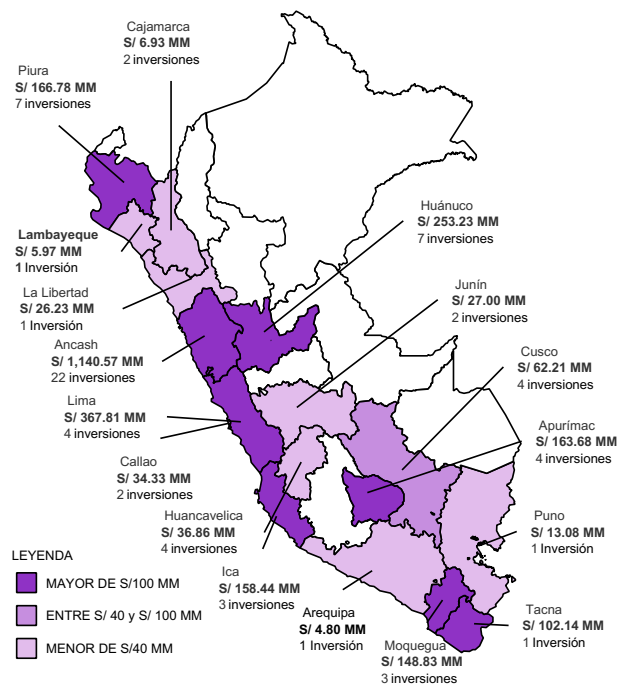 Cajamarca
S/ 6.93 MM
2 inversiones
Piura
S/ 166.78 MM
7 inversiones
Huánuco
S/ 253.23 MM
7 inversiones
Lambayeque
S/ 5.97 MM
1 Inversión
La Libertad
S/ 26.23 MM
1 Inversión
Junín
S/ 27.00 MM
2 inversiones
Ancash
S/ 1,140.57 MM
22 inversiones
Cusco
S/ 62.21 MM
4 inversiones
Lima
S/ 367.81 MM
4 inversiones
Apurímac
S/ 163.68 MM
4 inversiones
Callao
S/ 34.33 MM
2 inversiones
Huancavelica
S/ 36.86 MM
4 inversiones
Puno
S/ 13.08 MM
1 Inversión
Ica
S/ 158.44 MM
3 inversiones
Arequipa
S/ 4.80 MM
1 Inversión
Tacna
S/ 102.14 MM
1 Inversión
Moquegua
S/ 148.83 MM
3 inversiones
LEYENDA
MAYOR DE S/100 MM
ENTRE S/ 40 y S/ 100 MM
MENOR DE S/40 MM